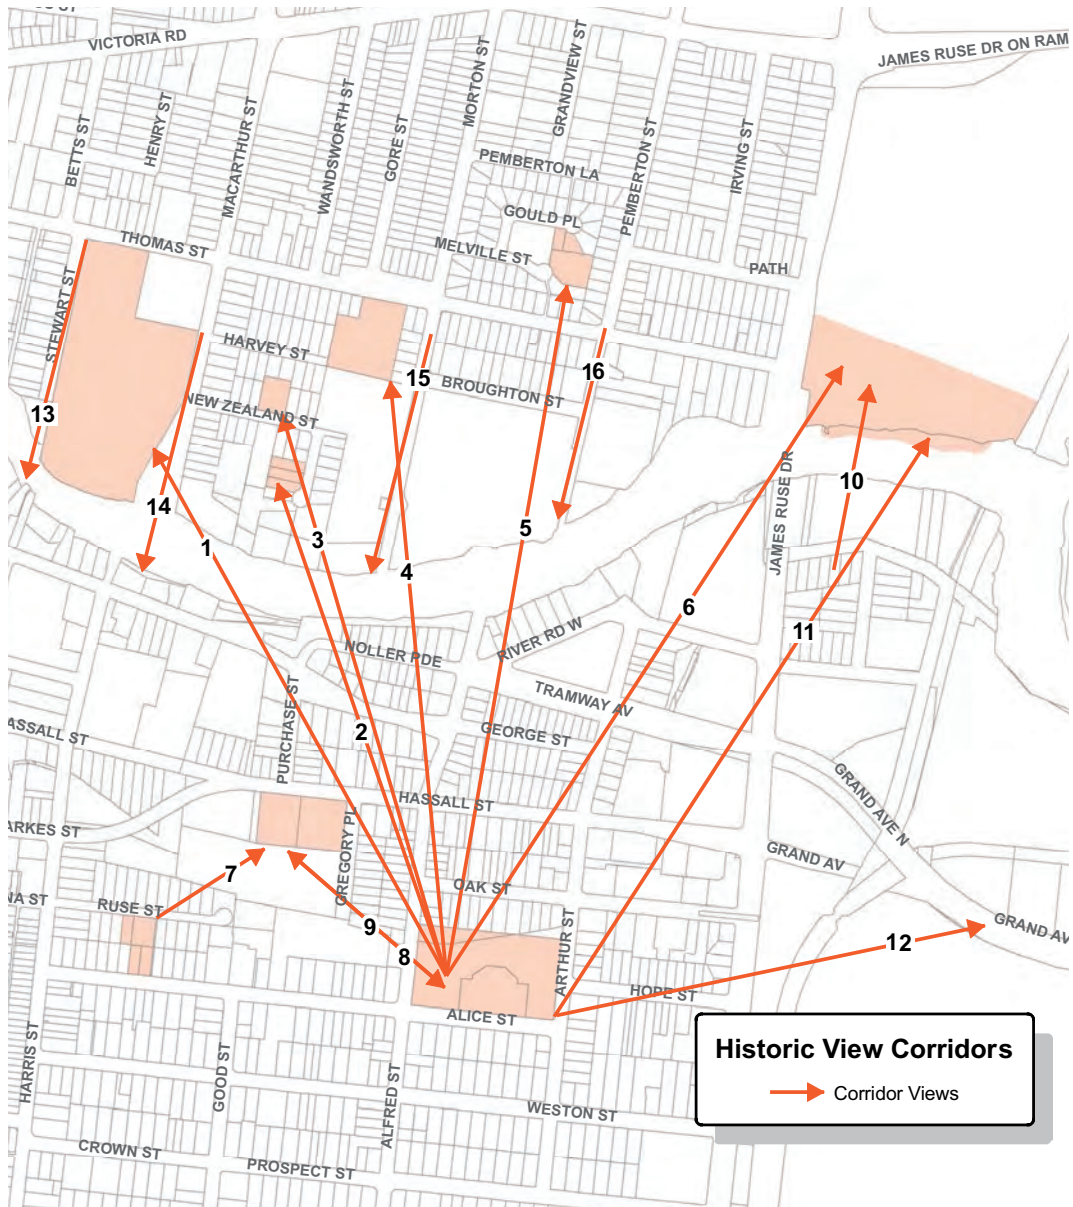 VICTORIA RD
JAMES RUSE DR ON RAM
BETTS ST
HENRY ST
MACARTHUR ST
WANDSWORTH ST
GORE ST
MORTON ST
GRANDVIEW ST
PEMBERTON ST
IRVING ST
PEMBERTON LA
GOULD PL
MELVILLE ST
THOMAS ST
PATH
STEWART ST
HARVEY ST
NEW ZEALAND ST
BROUGHTON ST
13
14
15
16
1
3
4
5
10
JAMES RUSE DR
6
11
NOLLER PDE
RIVER RD W
TRAMWAY AV
GEORGE ST
PURCHASE ST
2
ASSALL ST
HASSALL ST
GRAND AVE N
GRAND AV
ARKES ST
GREGORY PL
OAK ST
7
NA ST
RUSE ST
9
8
ARTHUR ST
12
GRAND AV
HOPE ST
ALICE ST
HARRIS ST
GOOD ST
ALFRED ST
WESTON ST
CROWN ST
PROSPECT ST
Historic View Corridors
Corridor Views